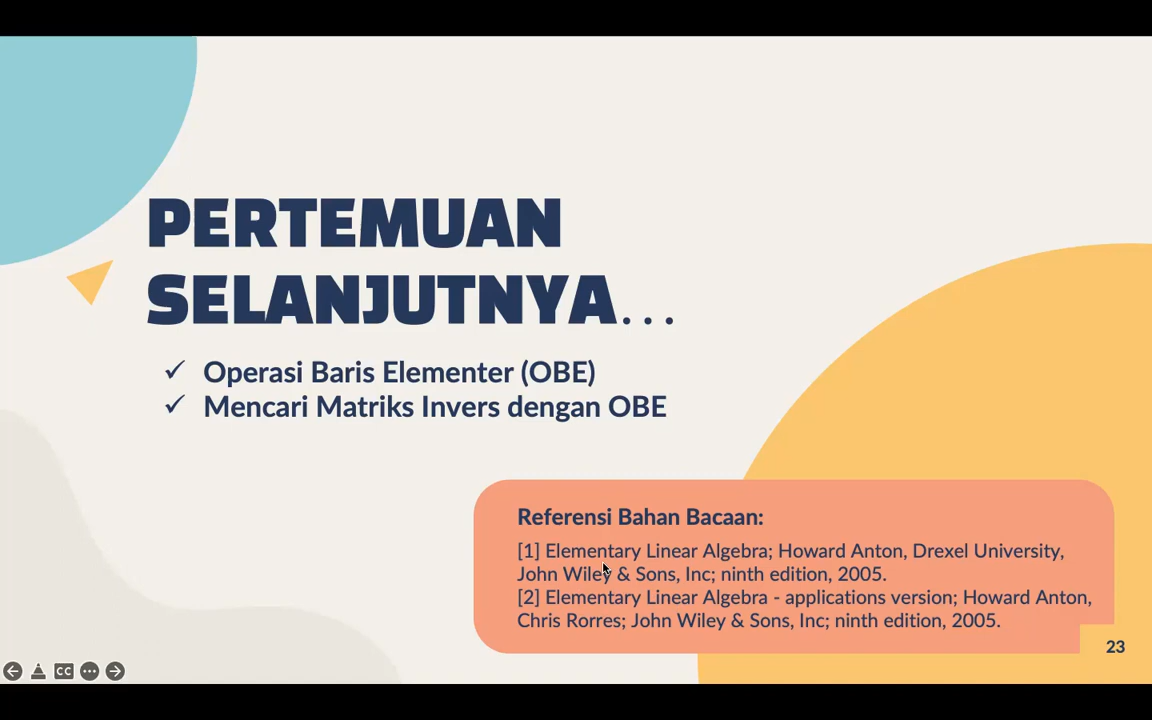 PERTEMUAN
SELANJUTNYA...
✓ Operasi Baris Elementer (OBE)
✓ Mencari Matriks Invers dengan OBE
Referensi Bahan Bacaan:
[1] Elementary Linear Algebra; Howard Anton, Drexel University,
John Wiley & Sons, Inc; ninth edition, 2005.
[2] Elementary Linear Algebra - applications version; Howard Anton,
Chris Rorres; John Wiley & Sons, Inc; ninth edition, 2005.
23
CC